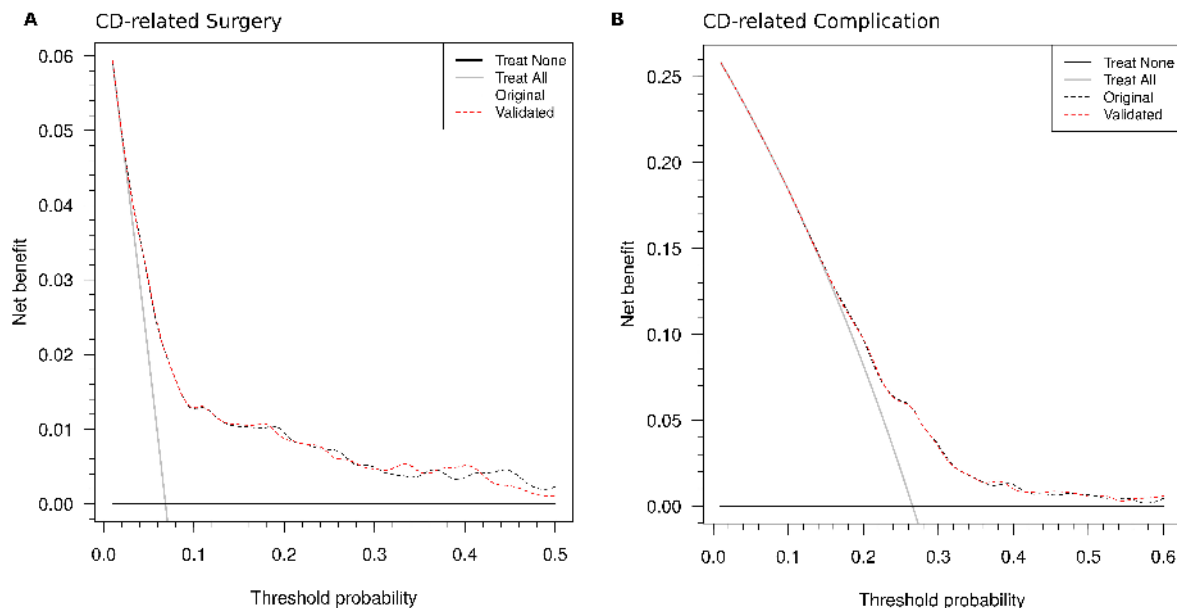 A
CD-related Surgery
Treat None
Treat All
Original
Validated
Net benefit
0.06
0.05
0.04
0.03
0.02
0.01
0.00
0.0 0.1 0.2 0.3 0.4 0.5
Threshold probability
B
CD-related Complication
Treat None
Treat All
Original
Validated
Net benefit
0.25
0.20
0.15
0.10
0.05
0.00
0.0 0.1 0.2 0.3 0.4 0.5 0.6
Threshold probability